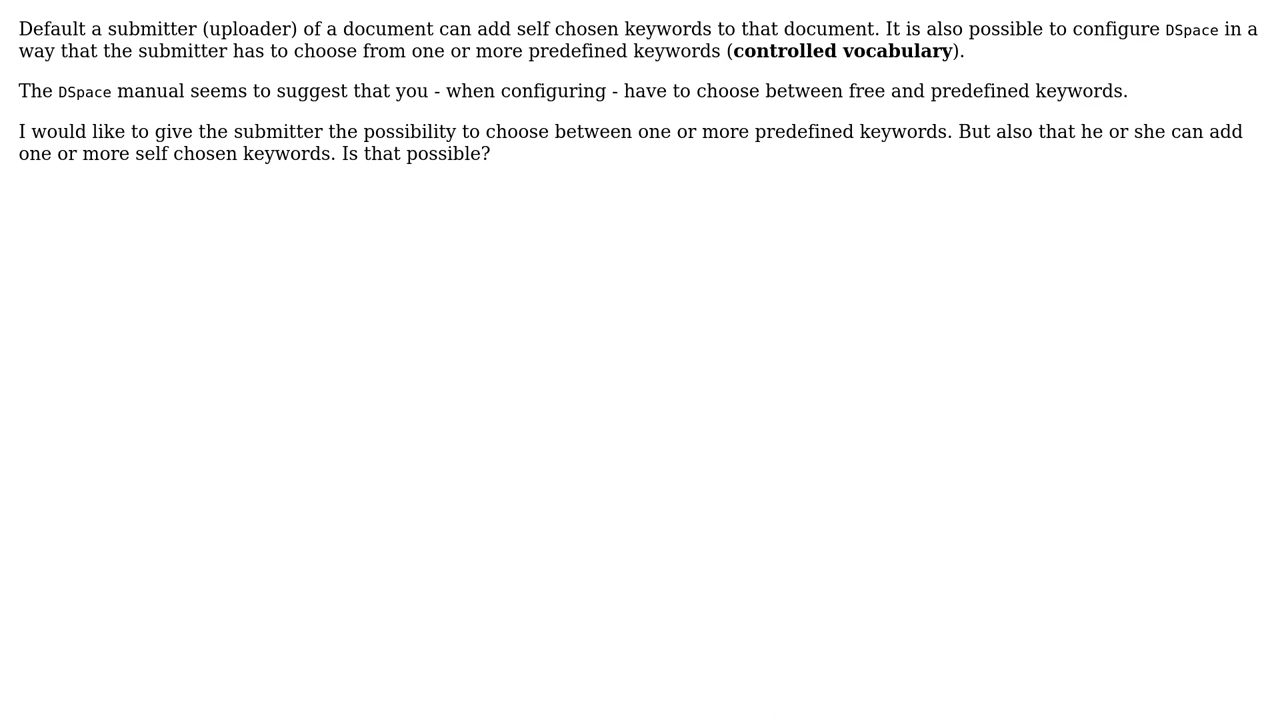 Default a submitter (uploader) of a document can add self chosen keywords to that document. It is also possible to configure DSpace in a
way that the submitter has to choose from one or more predefined keywords (controlled vocabulary).
The DSpace manual seems to suggest that you - when configuring - have to choose between free and predefined keywords.
I would like to give the submitter the possibility to choose between one or more predefined keywords. But also that he or she can add
one or more self chosen keywords. Is that possible?